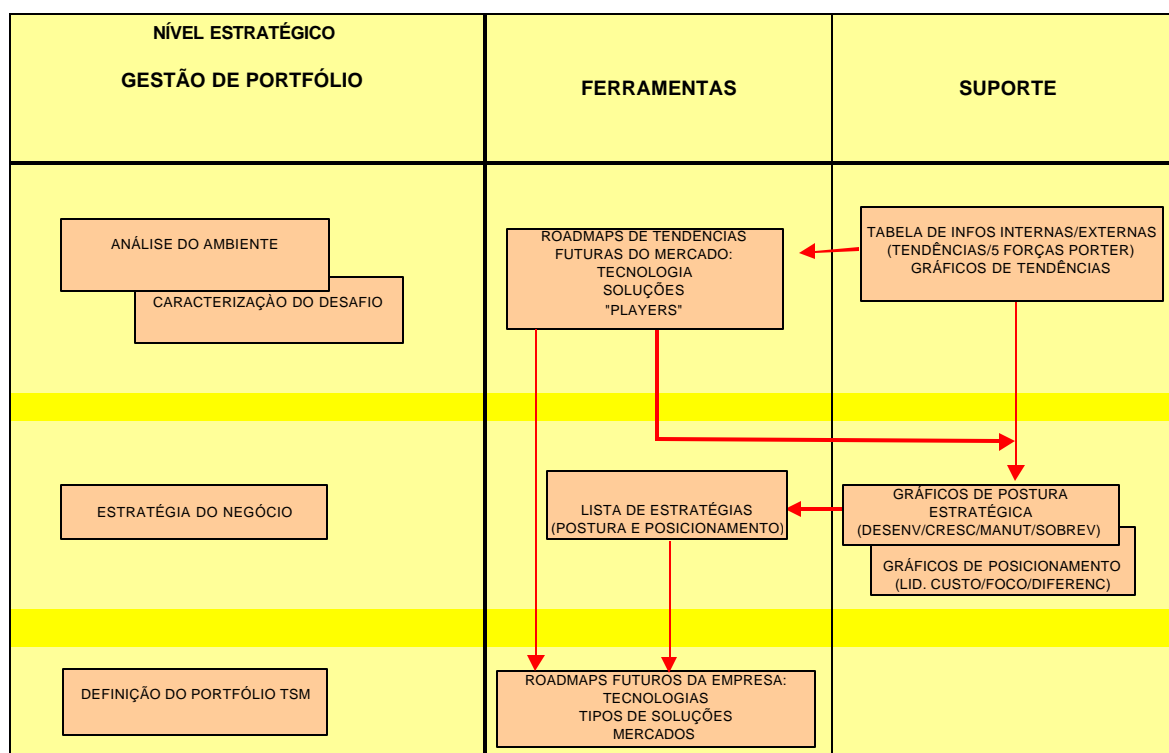 NÍVEL ESTRATÉGICO
GESTÃO DE PORTFÓLIO
FERRAMENTAS
SUPORTE
ANÁLISE DO AMBIENTE
CARACTERIZAÇÀO DO DESAFIO
ROADMAPS DE TENDÊNCIAS
FUTURAS DO MERCADO:
TECNOLOGIA
SOLUÇÕES
"PLAYERS"
TABELA DE INFOS INTERNAS/EXTERNAS
(TENDÊNCIAS/5 FORÇAS PORTER)
GRÁFICOS DE TENDÊNCIAS
ESTRATÉGIA DO NEGÓCIO
LISTA DE ESTRATÉGIAS
(POSTURA E POSICIONAMENTO)
GRÁFICOS DE POSTURA
ESTRATÉGICA
(DESENV/CRESC/MANUT/SOBREV)
GRÁFICOS DE POSICIONAMENTO
(LID. CUSTO/FOCO/DIFERENC)
DEFINIÇÃO DO PORTFÓLIO TSM
ROADMAPS FUTUROS DA EMPRESA:
TECNOLOGIAS
TIPOS DE SOLUÇÕES
MERCADOS